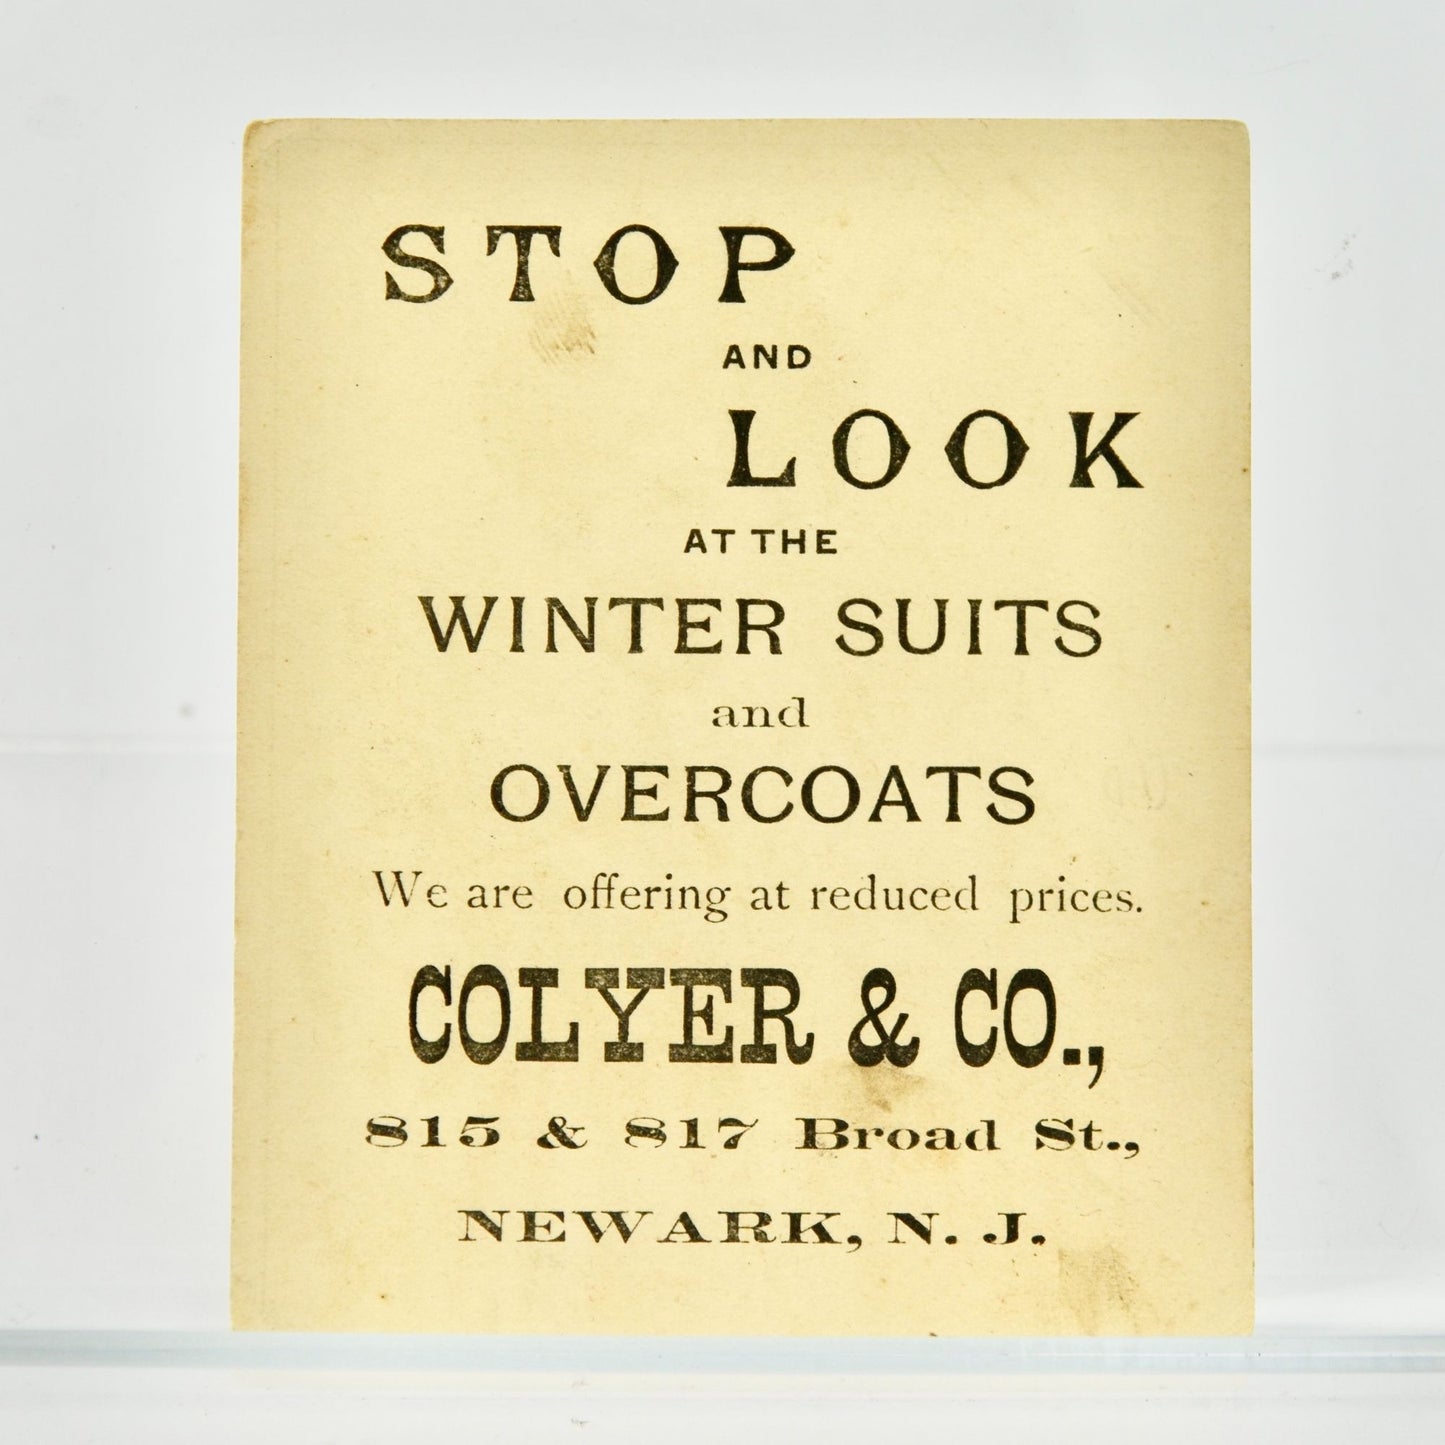 STOP
AND
LOOK
AT THE
WINTER SUITS
and
OVERCOATS
We are offering at reduced prices.
COLYER & CO.,
815 & 817 Broad St.,
NEWARK, N. J.